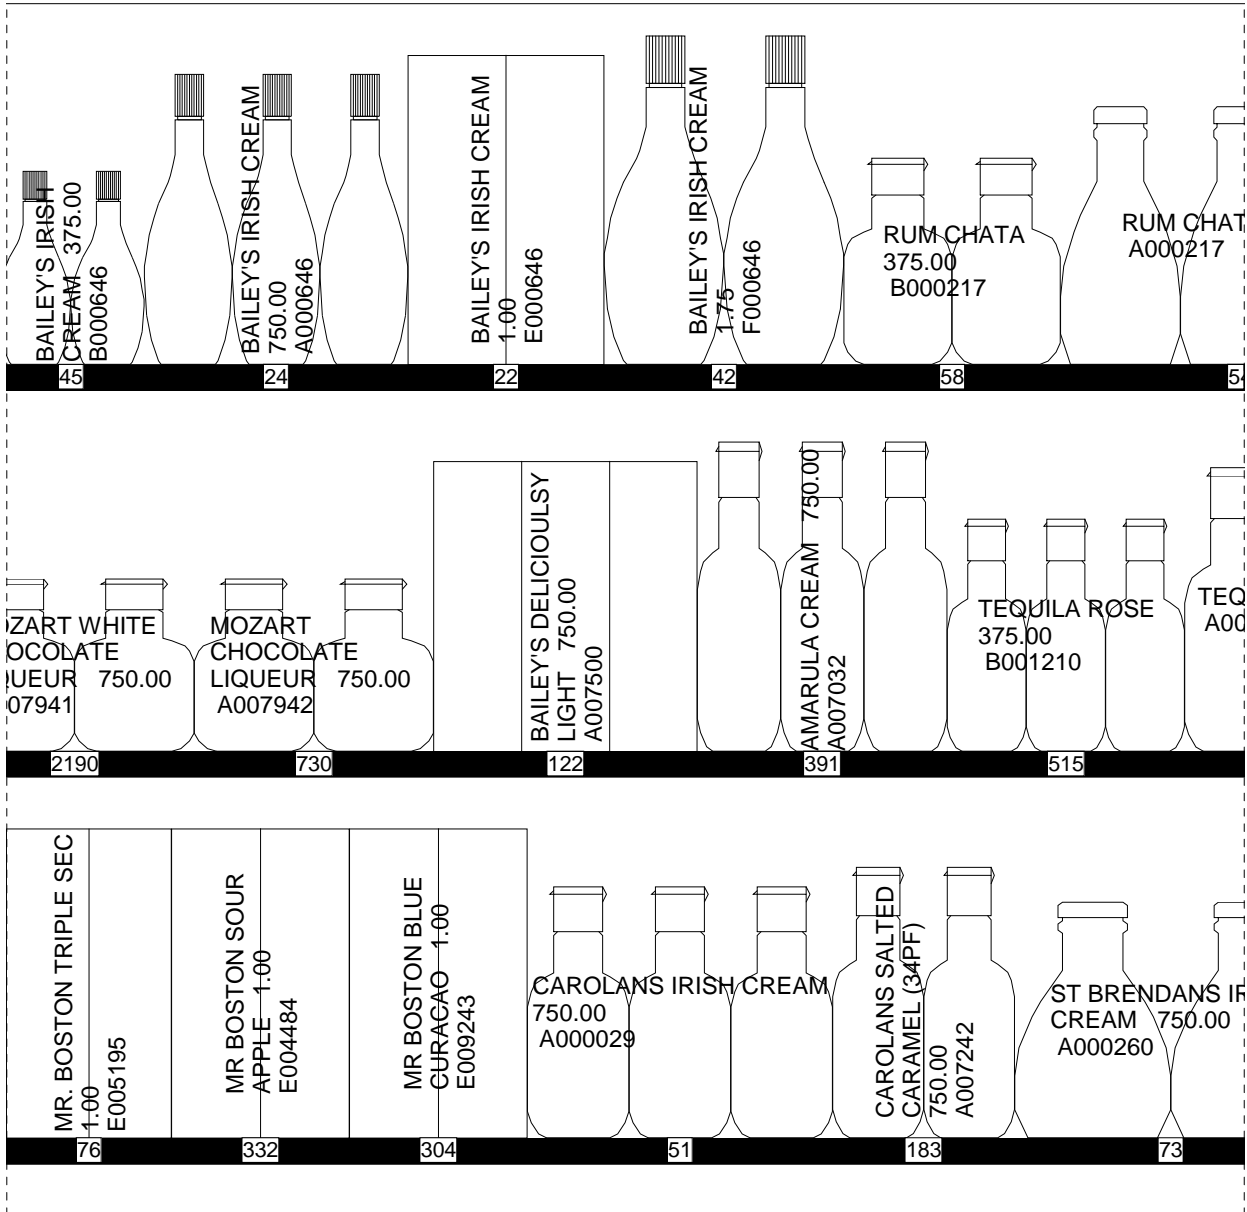 BAILEY'S IRISH
CREAM 375.00
B000646
BAILEY'S IRISH CREAM
750.00
A000646
BAILEY'S IRISH CREAM
1.00
E000646
BAILEY'S IRISH CREAM
1.75
F000646
RUM CHATA
375.00
B000217
RUM CHAT
A000217
45
24
22
42
58
54
OZART WHITE
OCOLATE
QUEUR 750.00
07941
MOZART
CHOCOLATE
LIQUEUR 750.00
A007942
BAILEY'S DELICIOULSY
LIGHT 750.00
A007500
AMARULA CREAM 750.00
A007032
TEQUILA ROSE
375.00
B001210
TEQ
A00
2190
730
122
391
515
MR. BOSTON TRIPLE SEC
1.00
E005195
MR BOSTON SOUR
APPLE 1.00
E004484
MR BOSTON BLUE
CURACAO 1.00
E009243
CAROLANS IRISH CREAM
750.00
A000029
CAROLANS SALTED
CARAMEL (34PF)
750.00
A007242
ST BRENDANS IR
CREAM 750.00
A000260
76
332
304
51
183
73